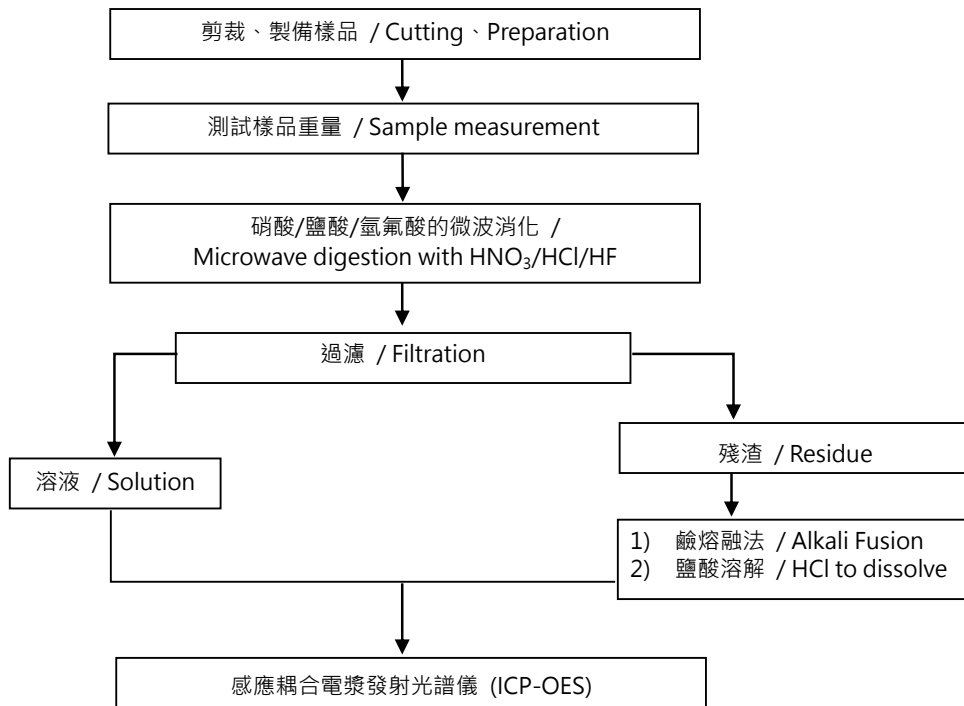 剪裁、製備樣品 / Cutting、Preparation
測試樣品重量 / Sample measurement
硝酸/鹽酸/氫氟酸的微波消化 /
Microwave digestion with HNO₃/HCl/HF
過濾 / Filtration
溶液 / Solution
殘渣 / Residue
1) 鹼熔融法 / Alkali Fusion
2) 鹽酸溶解 / HCl to dissolve
感應耦合電漿發射光譜儀 (ICP-OES)